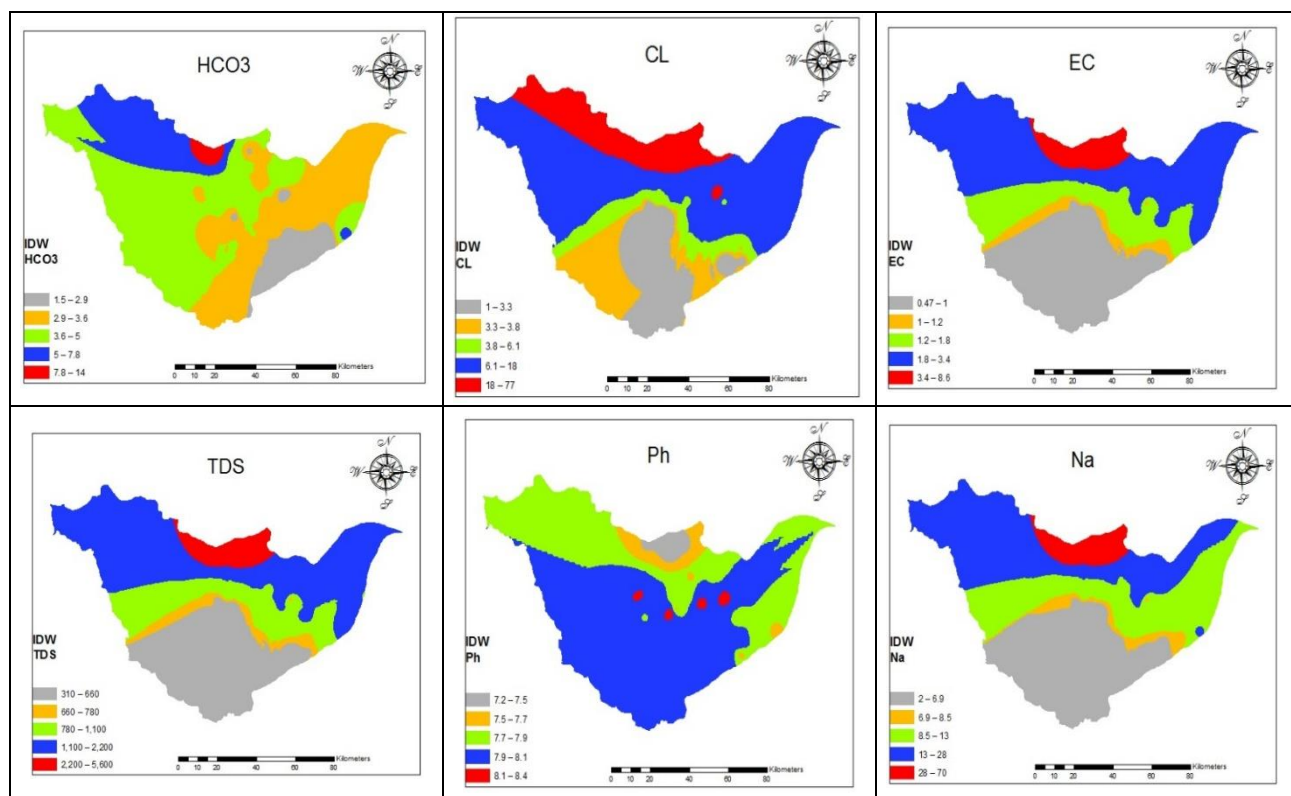 HCO3
N
W E
S
IDW
HCO3
1.5 – 2.9
2.9 – 3.6
3.6 – 5
5 – 7.8
7.8 – 14
Kilometers
0 10 20 40 60 80
CL
N
W E
S
IDW
CL
1 – 3.3
3.3 – 3.8
3.8 – 6.1
6.1 – 18
18 – 77
Kilometers
0 10 20 40 60 80
EC
N
W E
S
IDW
EC
0.47 – 1
1 – 1.2
1.2 – 1.8
1.8 – 3.4
3.4 – 8.6
Kilometers
0 10 20 40 60 80
TDS
N
W E
S
IDW
TDS
310 – 660
660 – 780
780 – 1,100
1,100 – 2,200
2,200 – 5,600
Kilometers
0 10 20 40 60 80
Ph
N
W E
S
IDW
Ph
7.2 – 7.5
7.5 – 7.7
7.7 – 7.9
7.9 – 8.1
8.1 – 8.4
Kilometers
0 10 20 40 60 80
Na
N
W E
S
IDW
Na
2 – 6.9
6.9 – 8.5
8.5 – 13
13 – 28
28 – 70
Kilometers
0 10 20 40 60 80